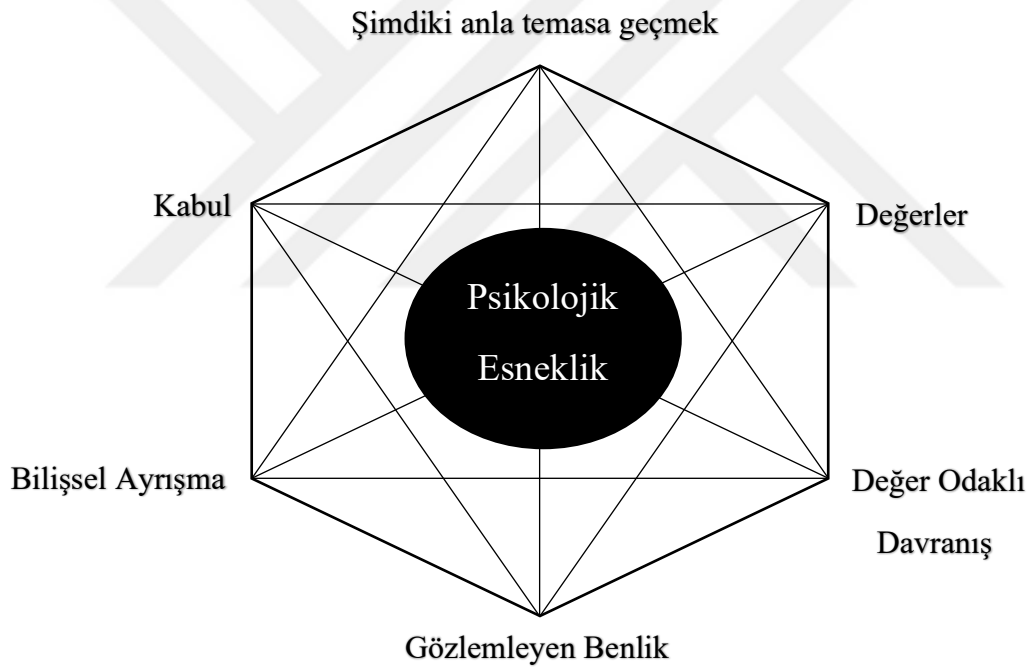 Şimdiki anla temasa geçmek
Kabul
Değerler
Psikolojik
Esneklik
Bilişsel Ayrışma
Değer Odaklı
Davranış
Gözlemleyen Benlik